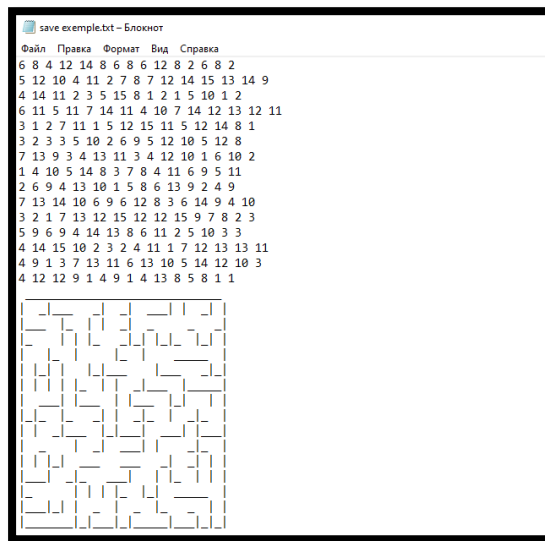 save exemple.txt – Блокнот
Файл Правка Формат Вид Справка
6 8 4 12 14 8 6 8 6 12 8 2 6 8 2
5 12 10 4 11 2 7 8 7 12 14 15 13 14 9
4 14 11 2 3 5 15 8 1 2 1 5 10 1 2
6 11 5 11 7 14 11 4 10 7 14 12 13 12 11
3 1 2 7 11 1 5 12 15 11 5 12 14 8 1
3 2 3 3 5 10 2 6 9 5 12 10 5 12 8
7 13 9 3 4 13 11 3 4 12 10 1 6 10 2
1 4 10 5 14 8 3 7 8 4 11 6 9 5 11
2 6 9 4 13 10 1 5 8 6 13 9 2 4 9
7 13 14 10 6 9 6 12 8 3 6 14 9 4 10
3 2 1 7 13 12 15 12 12 15 9 7 8 2 3
5 9 6 9 4 14 13 8 6 11 2 5 10 3 3
4 14 15 10 2 3 2 4 11 1 7 12 13 13 11
4 9 1 3 7 13 11 6 13 10 5 14 12 10 3
4 12 12 9 1 4 9 1 4 13 8 5 8 1 1